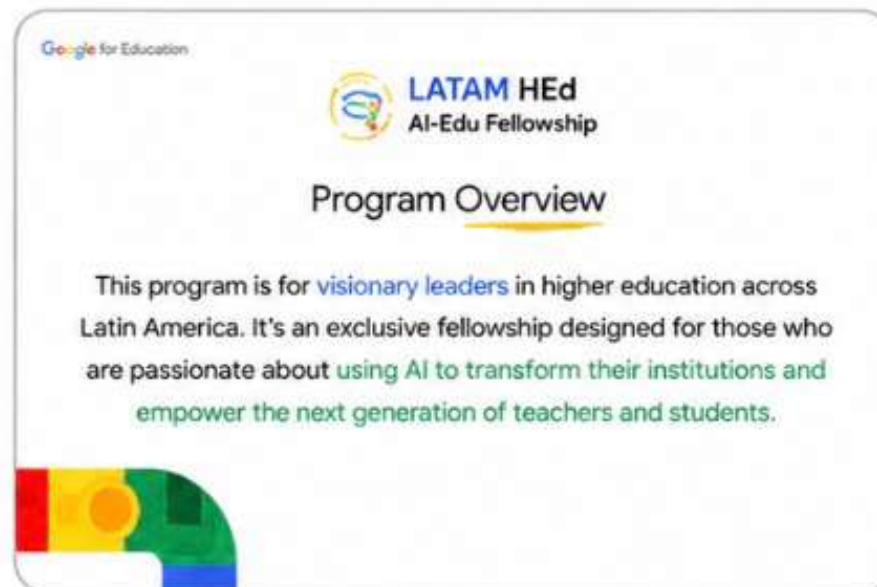 Google for Education
LATAM HEd
AI-Edu Fellowship
Program Overview
This program is for visionary leaders in higher education across
Latin America. It's an exclusive fellowship designed for those who
are passionate about using AI to transform their institutions and
empower the next generation of teachers and students.